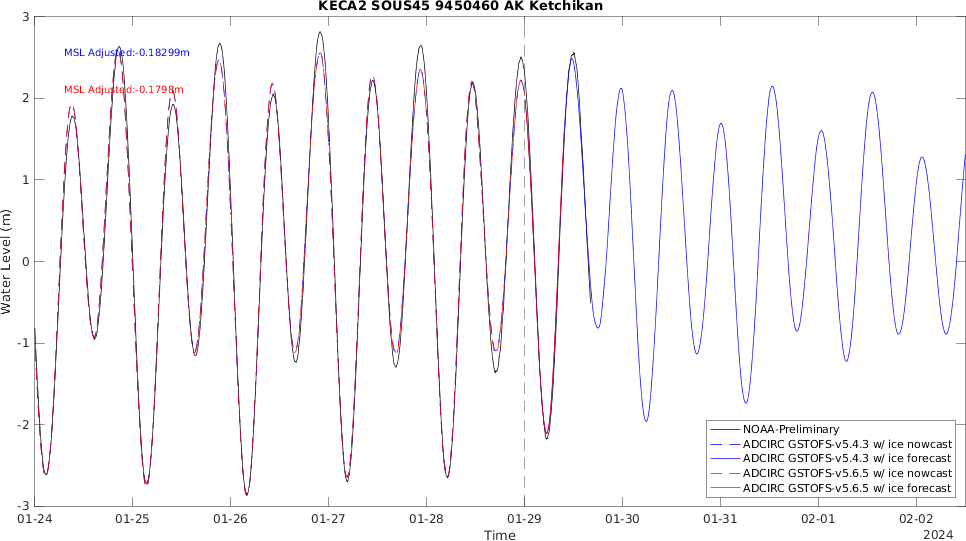 KECA2 SOUS45 9450460 AK Ketchikan
3
MSL Adjusted:-0.18299m
MSL Adjusted:-0.1798m
2
1
0
-1
-2
-3
Water Level (m)
NOAA-Preliminary
ADCIRC GSTOFS-v5.4.3 w/ ice nowcast
ADCIRC GSTOFS-v5.4.3 w/ ice forecast
ADCIRC GSTOFS-v5.6.5 w/ ice nowcast
ADCIRC GSTOFS-v5.6.5 w/ ice forecast
01-24 01-25 01-26 01-27 01-28 01-29 01-30 01-31 02-01 02-02
Time
2024